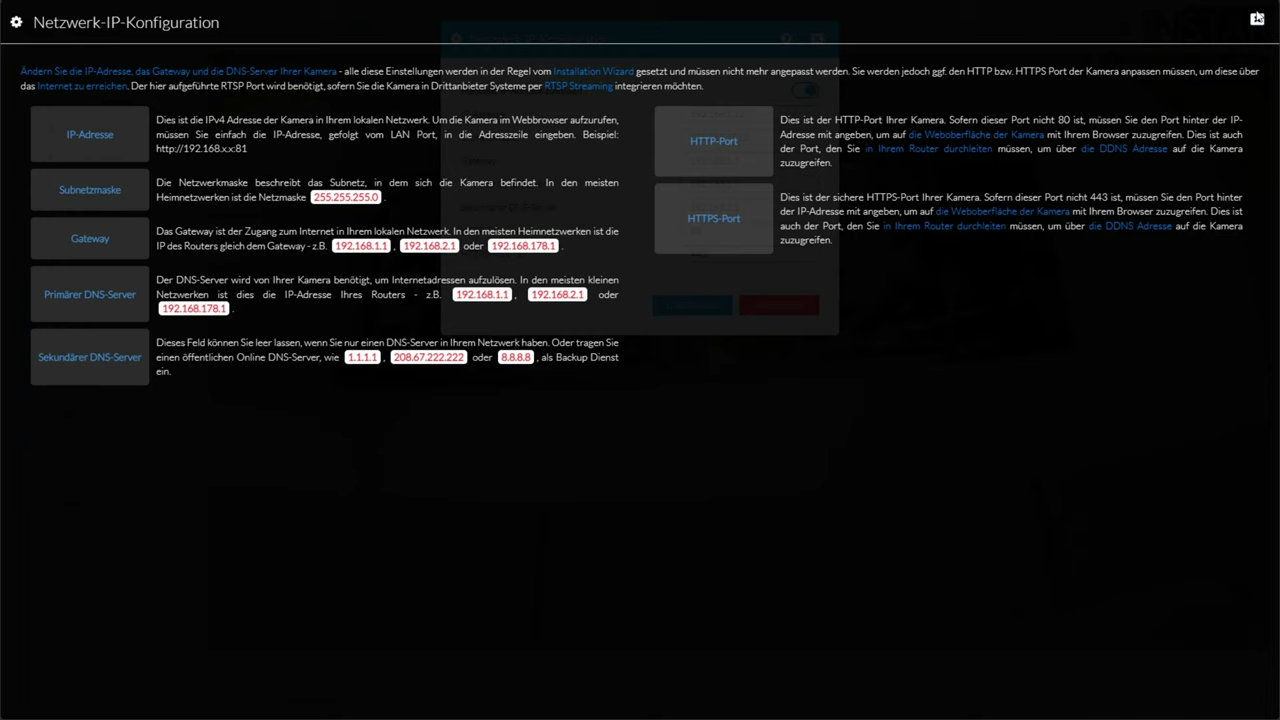 Netzwerk-IP-Konfiguration
Ändern Sie die IP-Adresse, das Gateway und die DNS-Server Ihrer Kamera - alle diese Einstellungen werden in der Regel vom Installation Wizard gesetzt und müssen nicht mehr angepasst werden. Sie werden jedoch ggf. den HTTP bzw. HTTPS Port der Kamera anpassen müssen, um diese über
das Internet zu erreichen. Der hier aufgeführte RTSP Port wird benötigt, sofern Sie die Kamera in Drittanbieter Systeme per RTSP Streaming integrieren möchten.
IP-Adresse
Dies ist die IPv4 Adresse der Kamera in Ihrem lokalen Netzwerk. Um die Kamera im Webbrowser aufzurufen,
müssen Sie einfach die IP-Adresse, gefolgt vom LAN Port, in die Adresszeile eingeben. Beispiel:
http://192.168.x.x:81
Subnetzmaske
Die Netzwerkmaske beschreibt das Subnetz, in dem sich die Kamera befindet. In den meisten
Heimnetzwerken ist die Netzmaske 255.255.255.0 .
Gateway
Das Gateway ist der Zugang zum Internet in Ihrem lokalen Netzwerk. In den meisten Heimnetzwerken ist die
IP des Routers gleich dem Gateway - z.B. 192.168.1.1 , 192.168.2.1 oder 192.168.178.1 .
Primärer DNS-Server
Der DNS-Server wird von Ihrer Kamera benötigt, um Internetadressen aufzulösen. In den meisten kleinen
Netzwerken ist dies die IP-Adresse Ihres Routers - z.B. 192.168.1.1 , 192.168.2.1 oder
192.168.178.1 .
Sekundärer DNS-Server
Dieses Feld können Sie leer lassen, wenn Sie nur einen DNS-Server in Ihrem Netzwerk haben. Oder tragen Sie
einen öffentlichen Online DNS-Server, wie 1.1.1.1 , 208.67.222.222 oder 8.8.8.8 , als Backup Dienst
ein.
HTTP-Port
Dies ist der HTTP-Port Ihrer Kamera. Sofern dieser Port nicht 80 ist, müssen Sie den Port hinter der IP-
Adresse mit angeben, um auf die Weboberfläche der Kamera mit Ihrem Browser zuzugreifen. Dies ist auch
der Port, den Sie in Ihrem Router durchleiten müssen, um über die DDNS Adresse auf die Kamera
zuzugreifen.
HTTPS-Port
Dies ist der sichere HTTPS-Port Ihrer Kamera. Sofern dieser Port nicht 443 ist, müssen Sie den Port hinter
der IP-Adresse mit angeben, um auf die Weboberfläche der Kamera mit Ihrem Browser zuzugreifen. Dies ist
auch der Port, den Sie in Ihrem Router durchleiten müssen, um über die DDNS Adresse auf die Kamera
zuzugreifen.